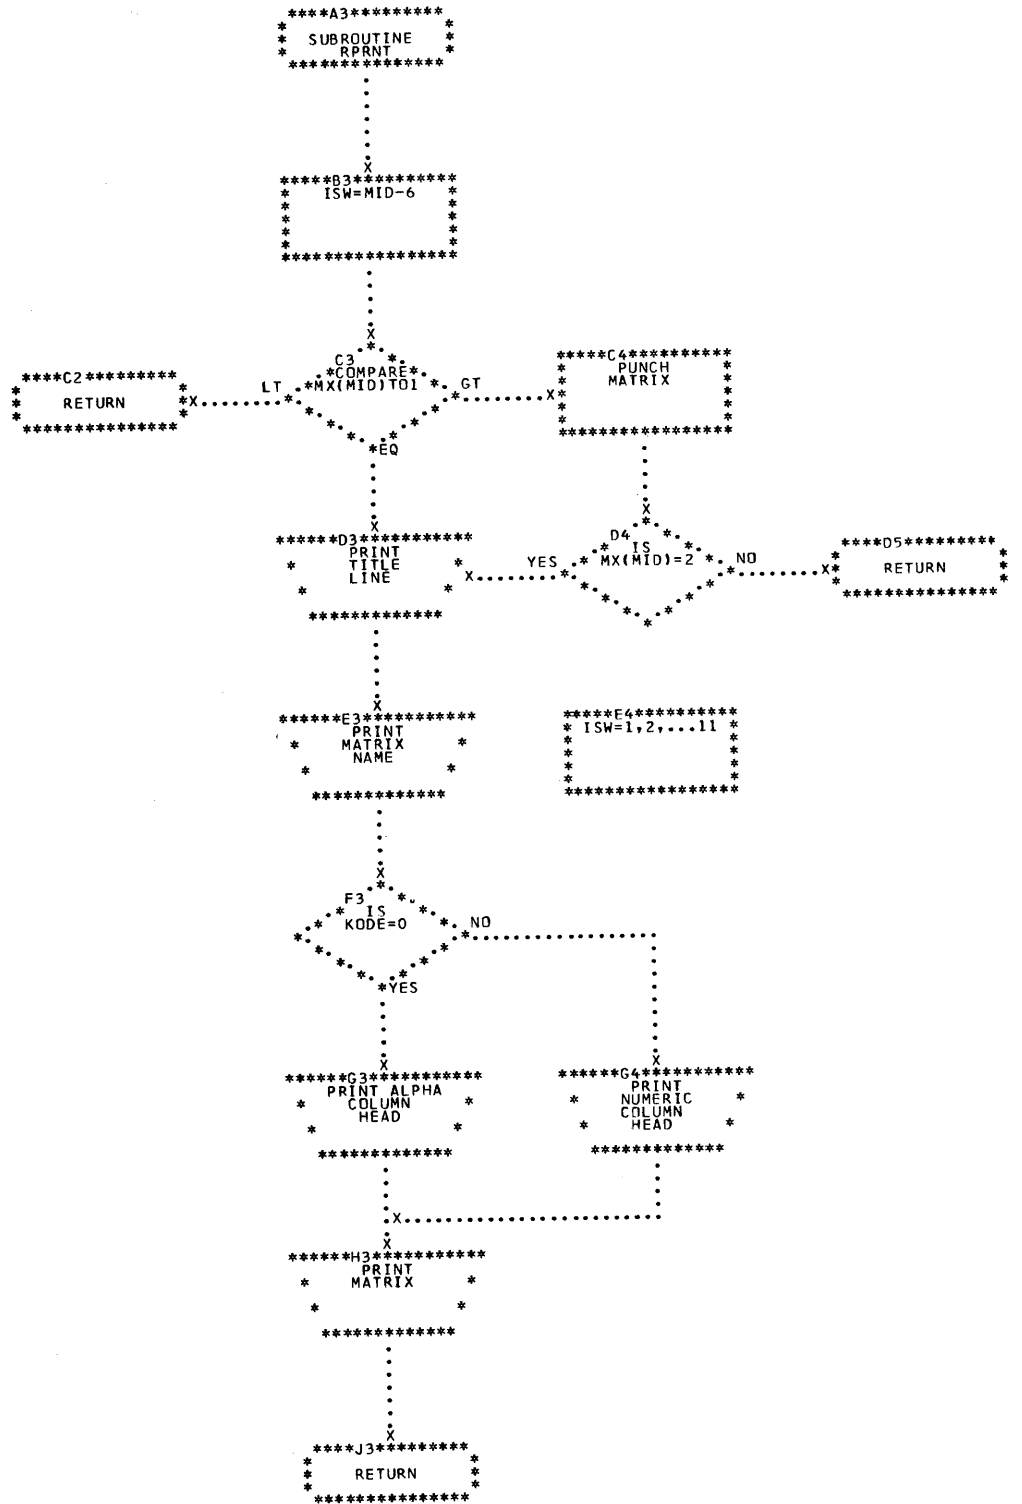 A3
SUBROUTINE
RPRNT
B3
ISW=MID-6
C3
COMPARE
MX(MID)TO1
LT
GT
EQ
C2
RETURN
C4
PUNCH
MATRIX
D3
PRINT
TITLE
LINE
D4
IS
MX(MID)=2
YES
NO
D5
RETURN
E3
PRINT
MATRIX
NAME
E4
ISW=1,2,...11
F3
IS
KODE=0
NO
YES
G3
PRINT ALPHA
COLUMN
HEAD
G4
PRINT
NUMERIC
COLUMN
HEAD
H3
PRINT
MATRIX
J3
RETURN